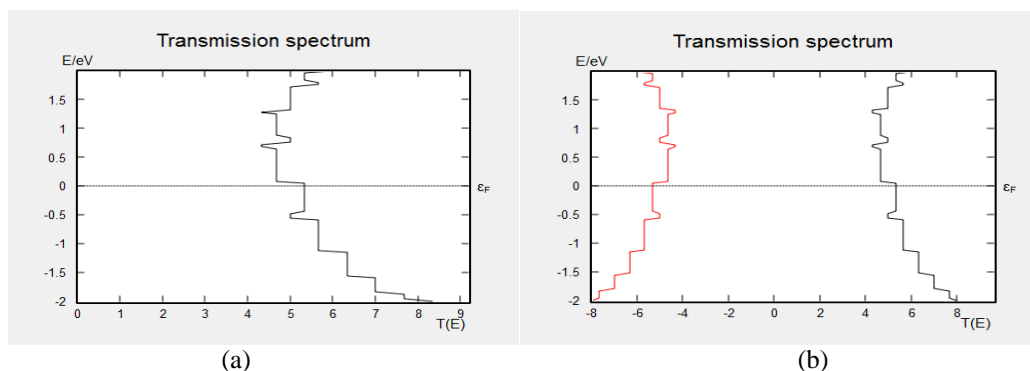 Transmission spectrum
E/eV
1.5
1
0.5
0
-0.5
-1
-1.5
-2
εF
0 1 2 3 4 5 6 7 8 9
T(E)
(a)
Transmission spectrum
E/eV
1.5
1
0.5
0
-0.5
-1
-1.5
-2
εF
-8 -6 -4 -2 0 2 4 6 8
T(E)
(b)